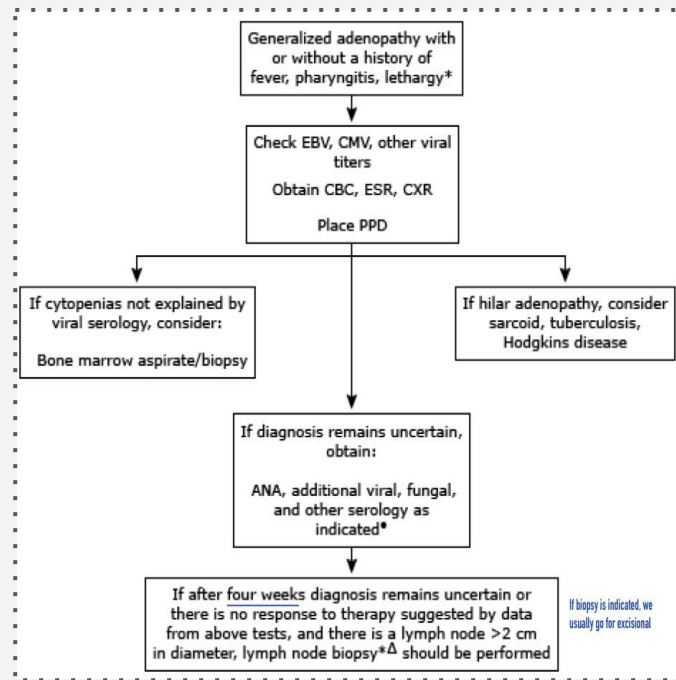 Generalized adenopathy with
or without a history of
fever, pharyngitis, lethargy*
Check EBV, CMV, other viral
titers
Obtain CBC, ESR, CXR
Place PPD
If cytopenias not explained by
viral serology, consider:
Bone marrow aspirate/biopsy
If hilar adenopathy, consider
sarcoid, tuberculosis,
Hodgkins disease
If diagnosis remains uncertain,
obtain:
ANA, additional viral, fungal,
and other serology as
indicated•
If after four weeks diagnosis remains uncertain or
there is no response to therapy suggested by data
from above tests, and there is a lymph node >2 cm
in diameter, lymph node biopsy*Δ should be performed
If biopsy is indicated, we
usually go for excisional